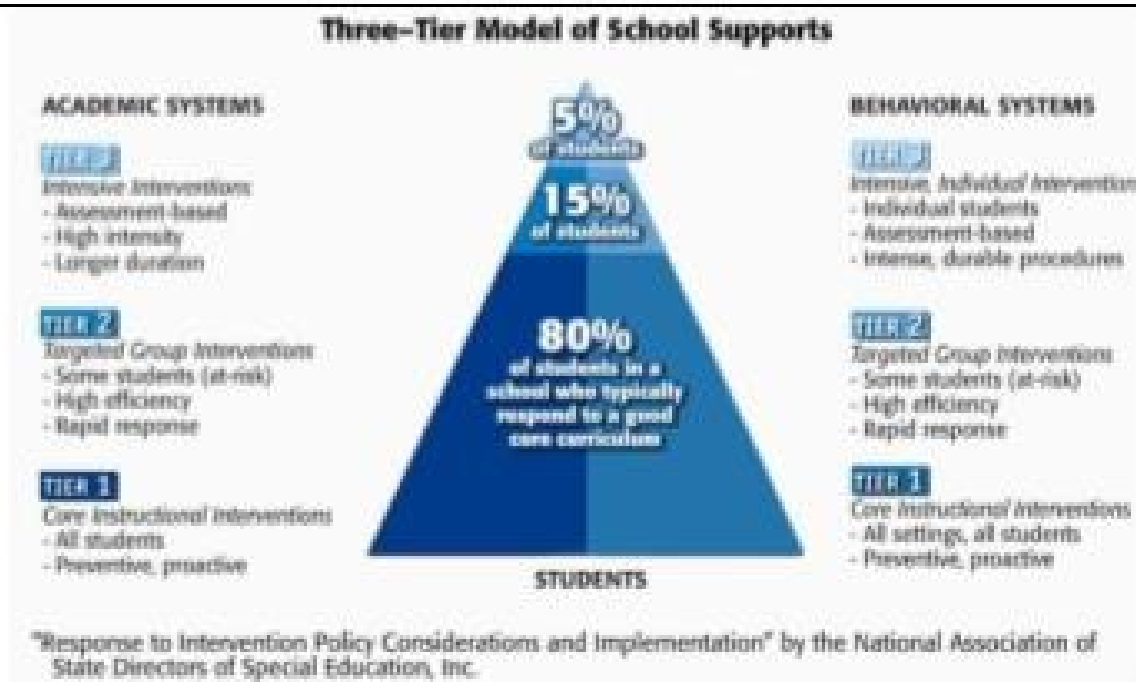 Three-Tier Model of School Supports
ACADEMIC SYSTEMS
TIER 3
Intensive Interventions
- Assessment-based
- High intensity
- Longer duration
TIER 2
Targeted Group Interventions
- Some students (at-risk)
- High efficiency
- Rapid response
TIER 1
Core Instructional Interventions
- All students
- Preventive, proactive
5%
of students
15%
of students
80%
of students in a
school who typically
respond to a good
core curriculum
STUDENTS
BEHAVIORAL SYSTEMS
TIER 3
Intensive, Individual Intervention
- Individual students
- Assessment-based
- Intense, durable procedures
TIER 2
Targeted Group Interventions
- Some students (at-risk)
- High efficiency
- Rapid response
TIER 1
Core Instructional Interventions
- All settings, all students
- Preventive, proactive
"Response to Intervention Policy Considerations and Implementation" by the National Association of
State Directors of Special Education, Inc.